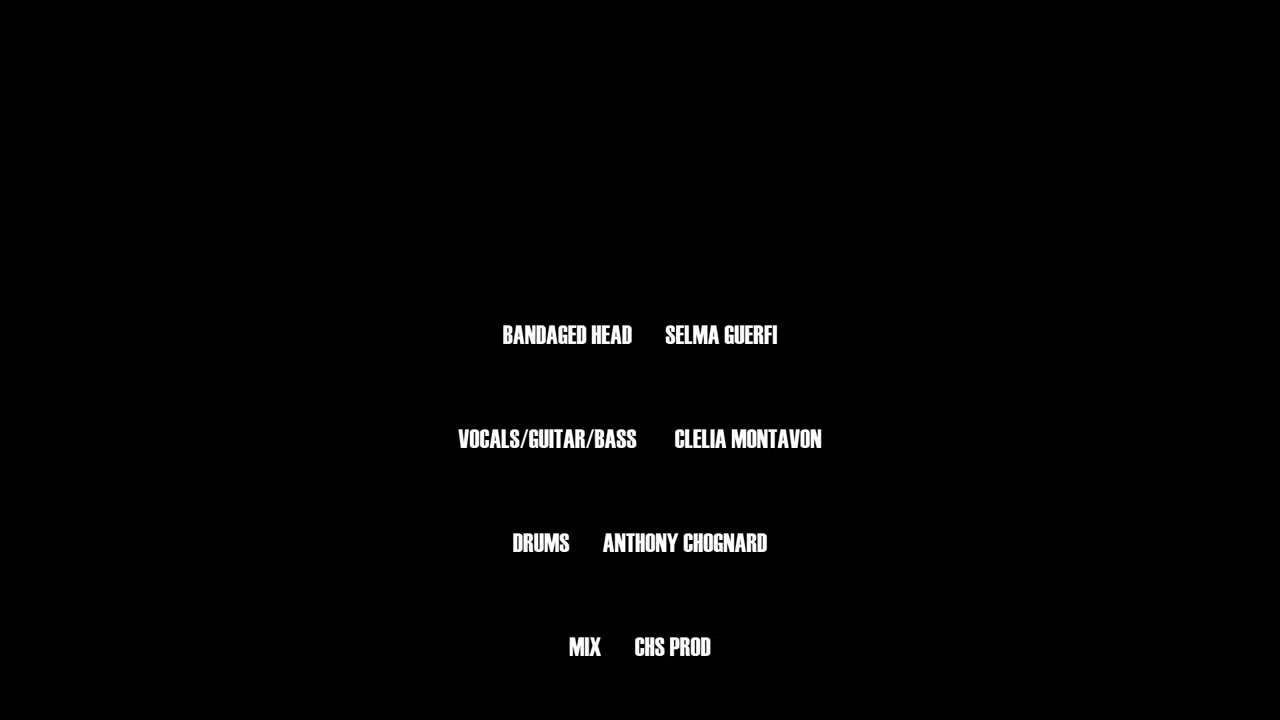 BANDAGED HEAD SELMA GUERFI
VOCALS/GUITAR/BASS CLELIA MONTAVON
DRUMS ANTHONY CHOGNARD
MIX CHS PROD